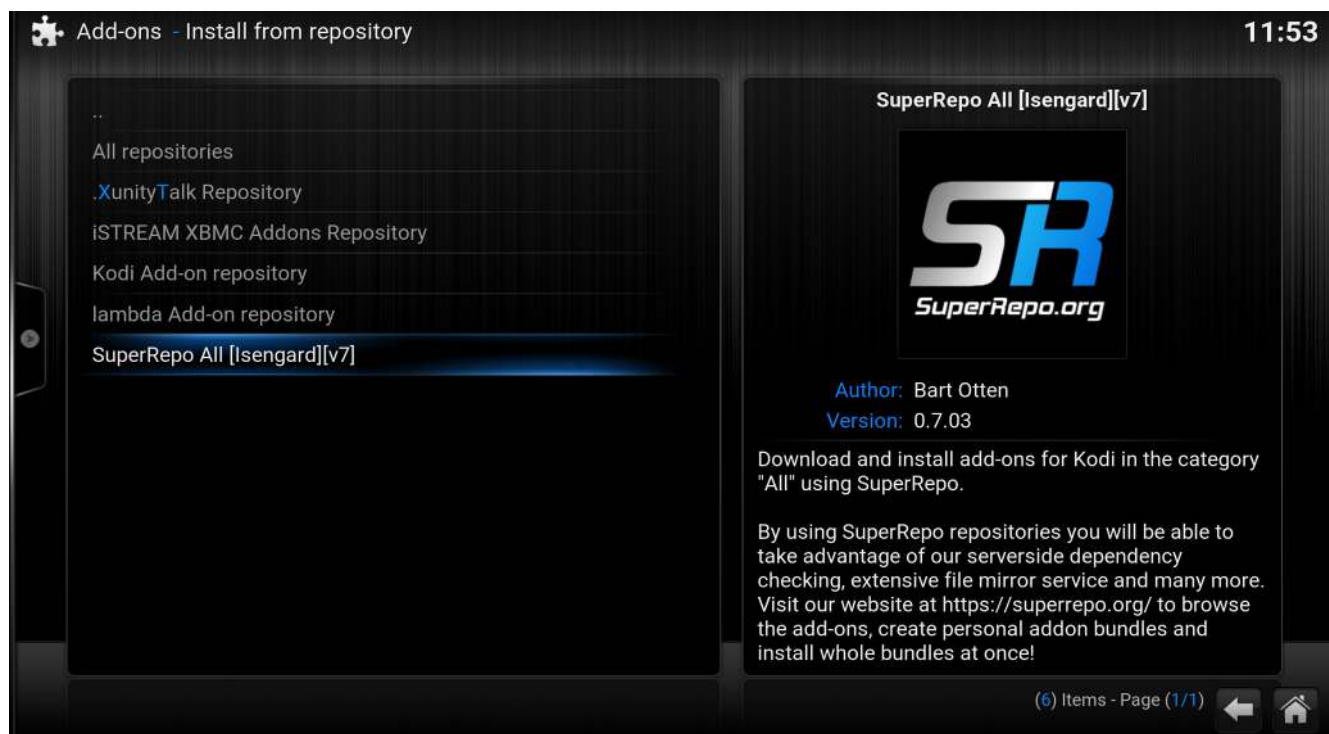 Add-ons - Install from repository
11:53
..
All repositories
.XunityTalk Repository
iSTREAM XBMC Addons Repository
Kodi Add-on repository
lambda Add-on repository
SuperRepo All [Isengard][v7]
SuperRepo All [Isengard][v7]
SR
SuperRepo.org
Author: Bart Otten
Version: 0.7.03
Download and install add-ons for Kodi in the category
"All" using SuperRepo.
By using SuperRepo repositories you will be able to
take advantage of our serverside dependency
checking, extensive file mirror service and many more.
Visit our website at https://superrepo.org/ to browse
the add-ons, create personal addon bundles and
install whole bundles at once!
(6) Items - Page (1/1)